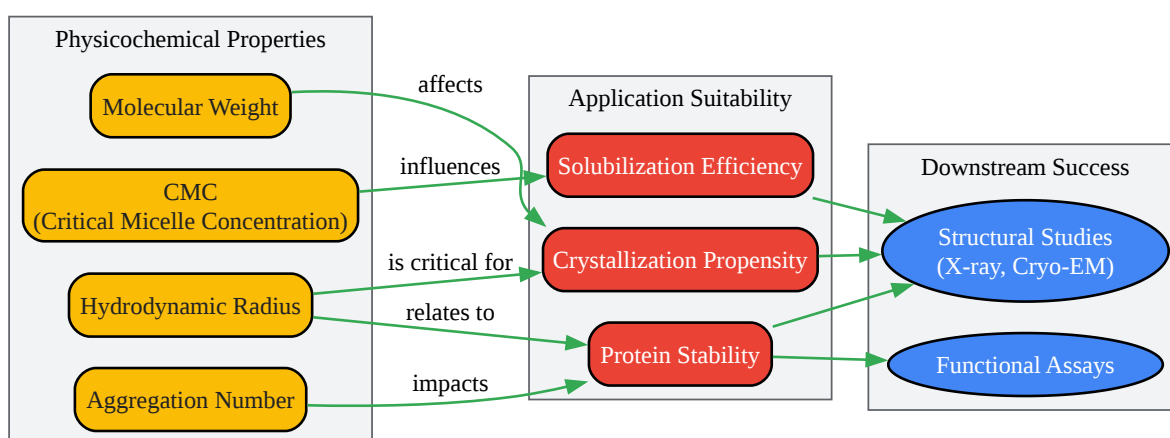 Physicochemical Properties
Molecular Weight
CMC
(Critical Micelle Concentration)
Hydrodynamic Radius
Aggregation Number
affects
influences
is critical for
relates to
impacts
Application Suitability
Solubilization Efficiency
Crystallization Propensity
Protein Stability
Downstream Success
Structural Studies
(X-ray, Cryo-EM)
Functional Assays